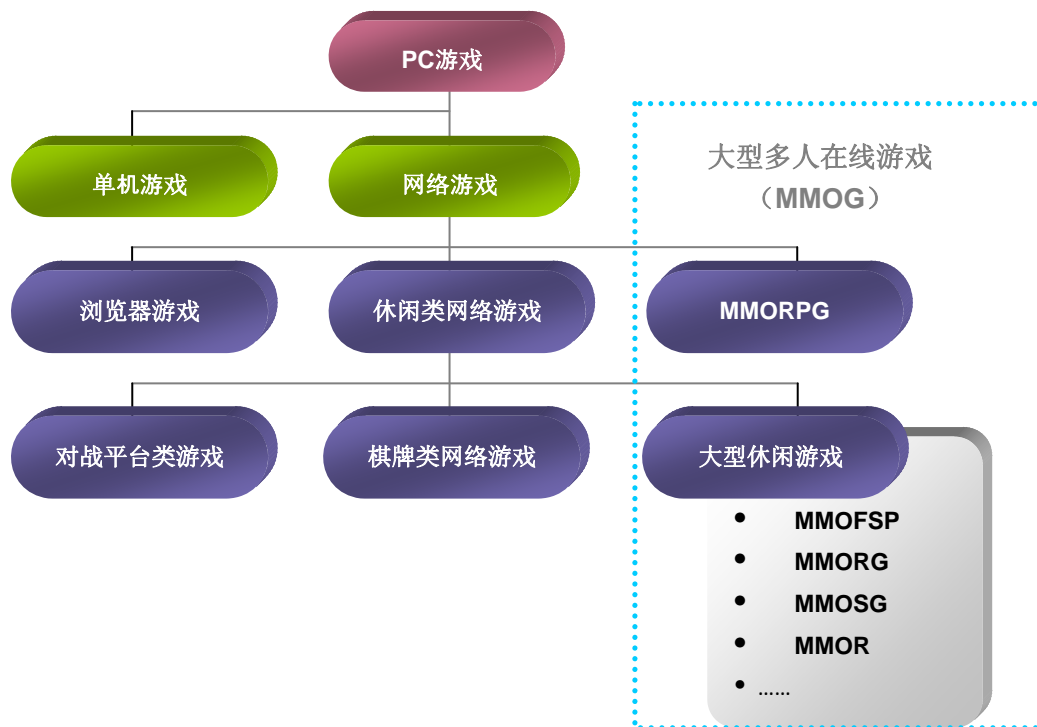 PC游戏
单机游戏
网络游戏
大型多人在线游戏
（MMOG）
浏览器游戏
休闲类网络游戏
MMORPG
对战平台类游戏
棋牌类网络游戏
大型休闲游戏
• MMOFSP
• MMORG
• MMOSG
• MMOR
• ......